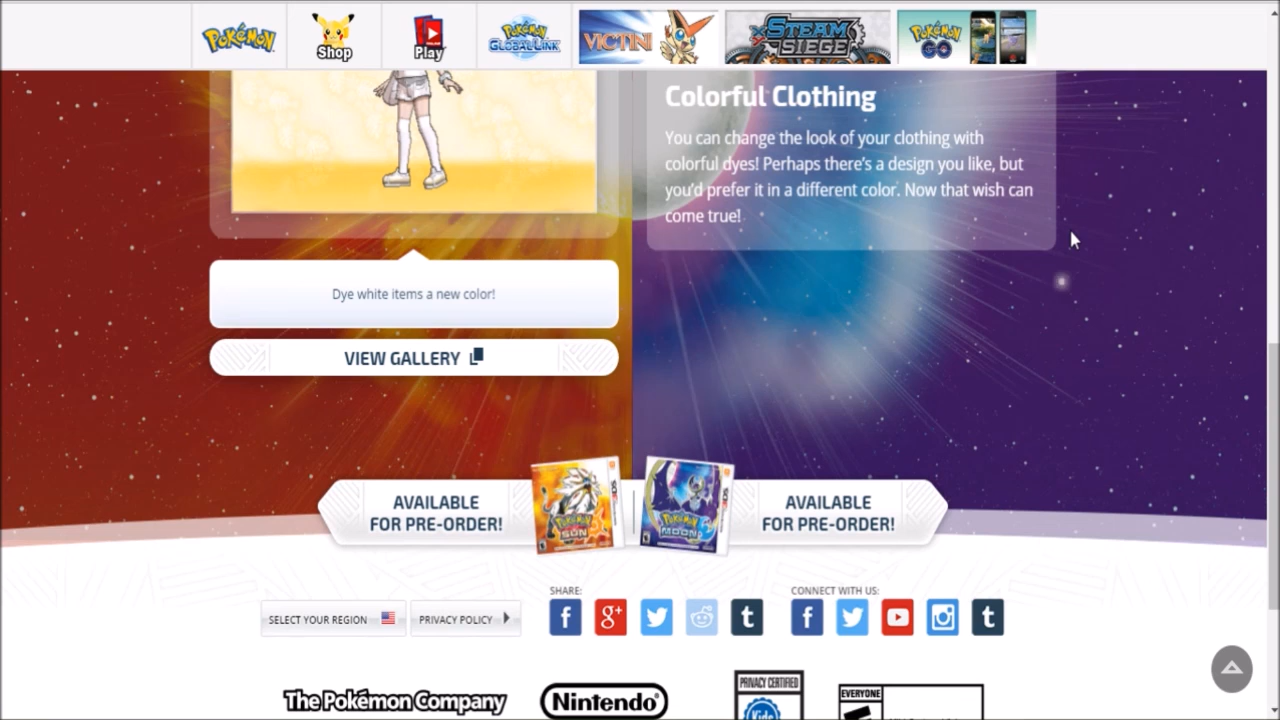 Pokémon
Shop
Play
Pokémon
Global Link
VICTINI
STEAM
SIEGE
Pokémon
GO
Colorful Clothing
You can change the look of your clothing with
colorful dyes! Perhaps there's a design you like, but
you'd prefer it in a different color. Now that wish can
come true!
Dye white items a new color!
VIEW GALLERY
AVAILABLE
FOR PRE-ORDER!
POKÉMON
SUN
POKÉMON
MOON
AVAILABLE
FOR PRE-ORDER!
SHARE:
CONNECT WITH US:
SELECT YOUR REGION
PRIVACY POLICY
The Pokémon Company
Nintendo®
PRIVACY CERTIFIED
Kids
EVERYONE